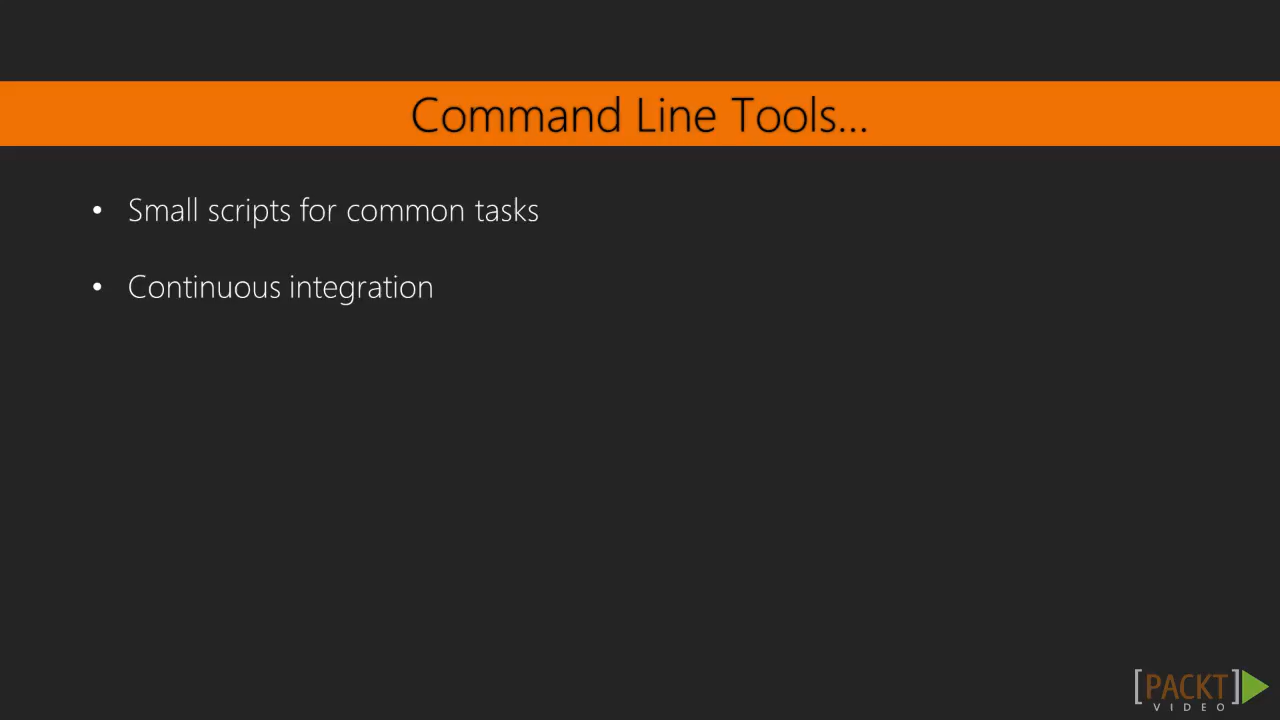 Command Line Tools...
• Small scripts for common tasks
• Continuous integration
[PACKT]
VIDEO